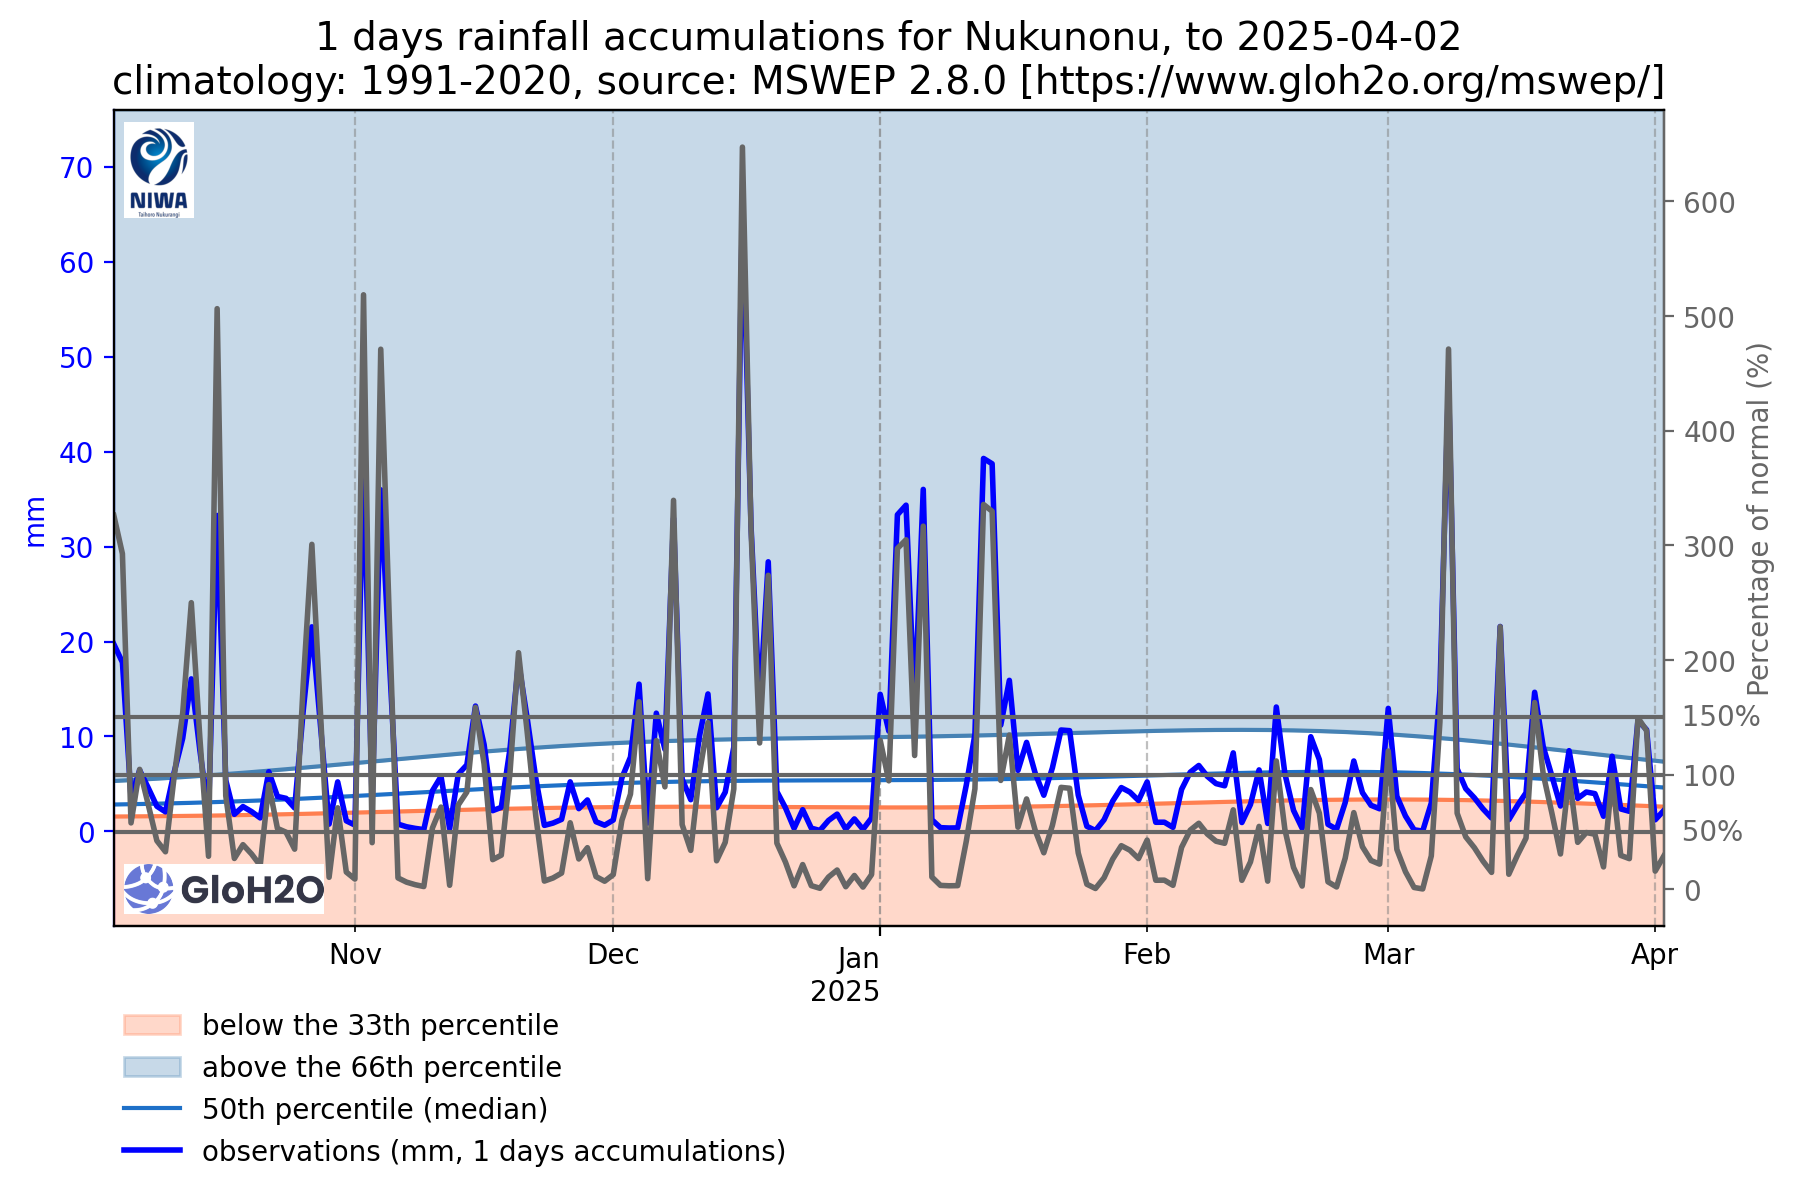 1 days rainfall accumulations for Nukunonu, to 2025-04-02
climatology: 1991-2020, source: MSWEP 2.8.0 [https://www.gloh2o.org/mswep/]
NIWA
Taihoro Nukurangi
70
60
50
40
30
20
10
0
mm
600
500
400
300
200
150%
100
50%
0
Percentage of normal (%)
GloH2O
Nov
Dec
Jan
2025
Feb
Mar
Apr
below the 33th percentile
above the 66th percentile
50th percentile (median)
observations (mm, 1 days accumulations)